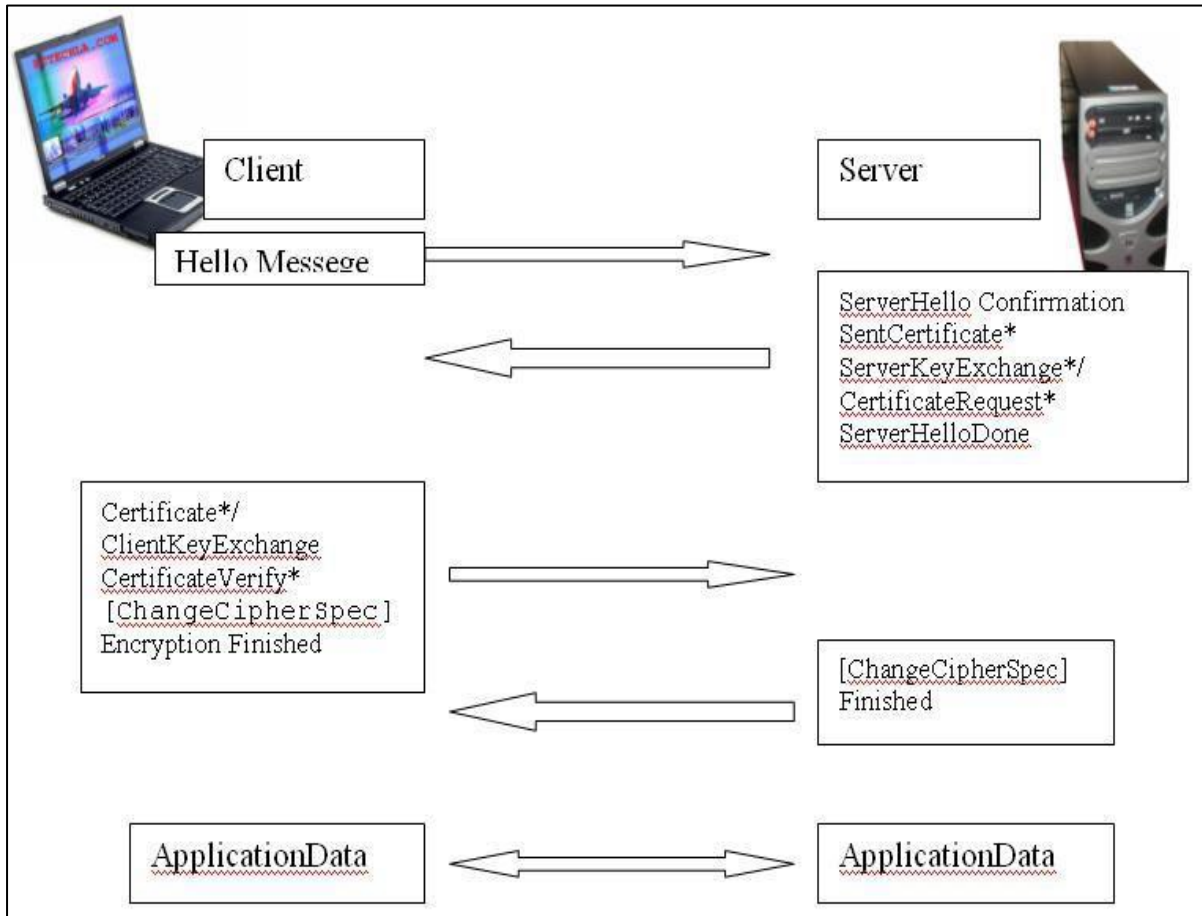 Client
Server
Hello Messege
ServerHello Confirmation
SentCertificate*
ServerKeyExchange*/
CertificateRequest*
ServerHelloDone
Certificate*/
ClientKeyExchange
CertificateVerify*
[ChangeCipherSpec]
Encryption Finished
[ChangeCipherSpec]
Finished
ApplicationData
ApplicationData